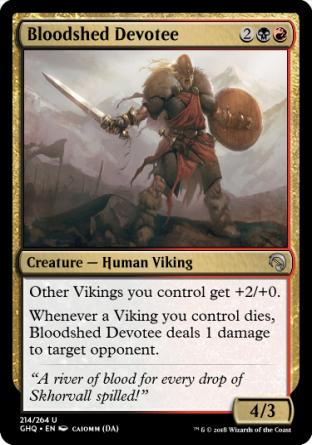 Bloodshed Devotee 2
Creature — Human Viking
Other Vikings you control get +2/+0.
Whenever a Viking you control dies,
Bloodshed Devotee deals 1 damage
to target opponent.
“A river of blood for every drop of
Skhorvall spilled!”
4/3
214/264 U
GHQ • EN CAIOMM (DA)
™ & © 2018 Wizards of the Coast